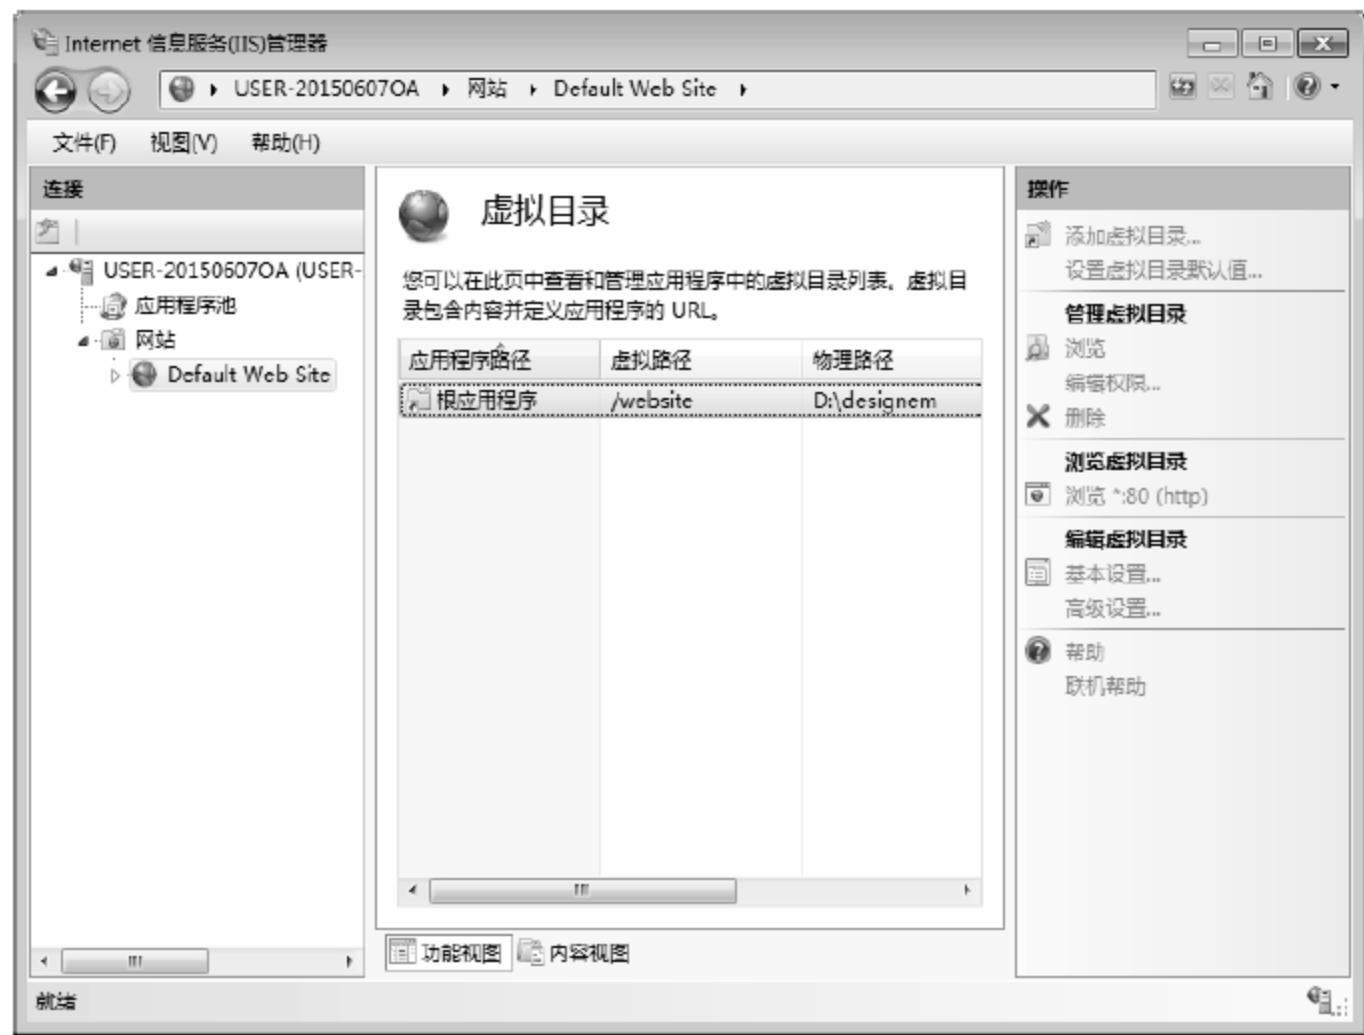 Internet 信息服务(IIS)管理器
USER-20150607OA 网站 Default Web Site
文件(F) 视图(V) 帮助(H)
连接
USER-20150607OA (USER-
应用程序池
网站
Default Web Site
虚拟目录
您可以在此页中查看和管理应用程序中的虚拟目录列表。虚拟目
录包含内容并定义应用程序的 URL。
应用程序路径 虚拟路径 物理路径
根应用程序 /website D:\designem
功能视图 内容视图
操作
添加虚拟目录...
设置虚拟目录默认值...
管理虚拟目录
浏览
编辑权限...
删除
浏览虚拟目录
浏览 *:80 (http)
编辑虚拟目录
基本设置...
高级设置...
帮助
联机帮助
就绪